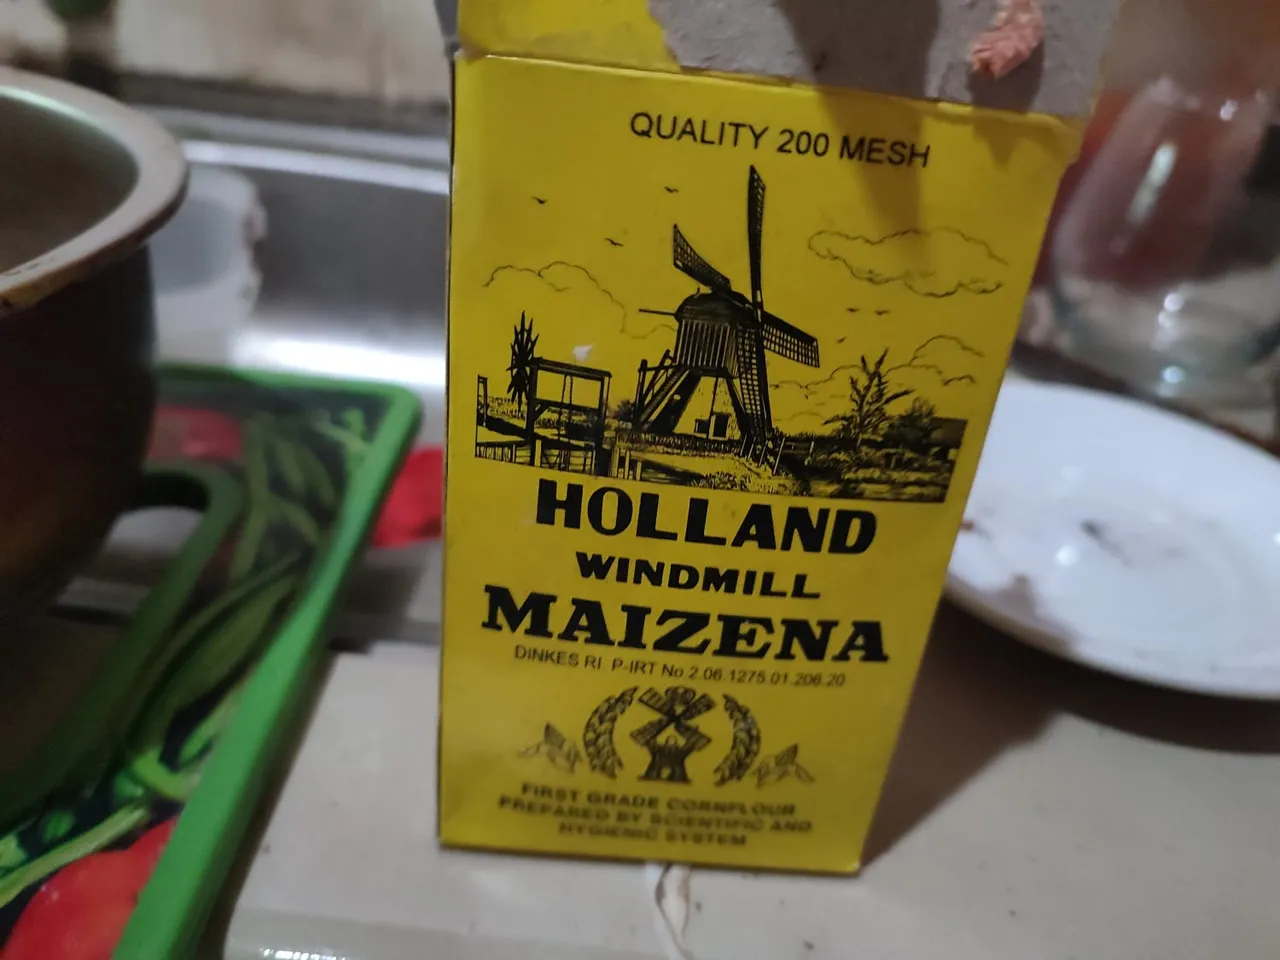 QUALITY 200 MESH
HOLLAND
WINDMILL
MAIZENA
DINKES RI. P-IRT No 2.06.1275.01.206.20
FIRST GRADE CORNFLOUR
PREPARED BY SCIENTIFIC AND
HYGIENIC SYSTEM